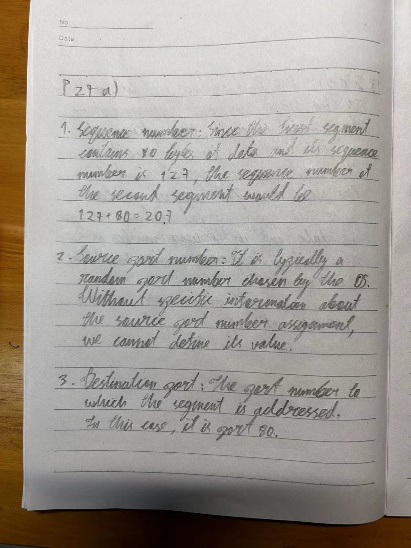 No
Date
P27 a)
1. Sequence number: Since the first segment
contains 80 bytes of data and its sequence
number is 127, the sequence number of
the second segment would be
127 + 80 = 207
2. Source port number: It is typically a
random port number chosen by the OS.
Without specific information about
the source port number assignment,
we cannot define its value.
3. Destination port: The port number to
which the segment is addressed.
In this case, it is port 80.